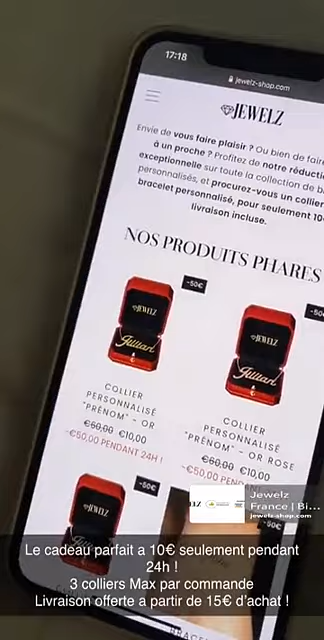 17:18
jewelz-shop.com
JEWELZ
Envie de vous faire plaisir ? Ou bien de faire
à un proche ? Profitez de notre réducti
exceptionnelle sur toute la collection de b
personnalisés, et procurez-vous un collier
bracelet personnalisé, pour seulement 10
livraison incluse.
NOS PRODUITS PHARES
-50€
-50€
JEWELZ
Jillian
JEWELZ
Jillian
COLLIER
PERSONNALISÉ
"PRÉNOM" - OR
€60,00 €10,00
-€50,00 PENDANT 24H !
COLLIER
PERSONNALISÉ
"PRÉNOM" - OR ROSE
€60,00 €10,00
-€50,00
-50€
JEWELZ
-50€
Jewelz
France | Bi...
jewelz-shop.com
Le cadeau parfait a 10€ seulement pendant
24h !
3 colliers Max par commande
Livraison offerte a partir de 15€ d'achat !